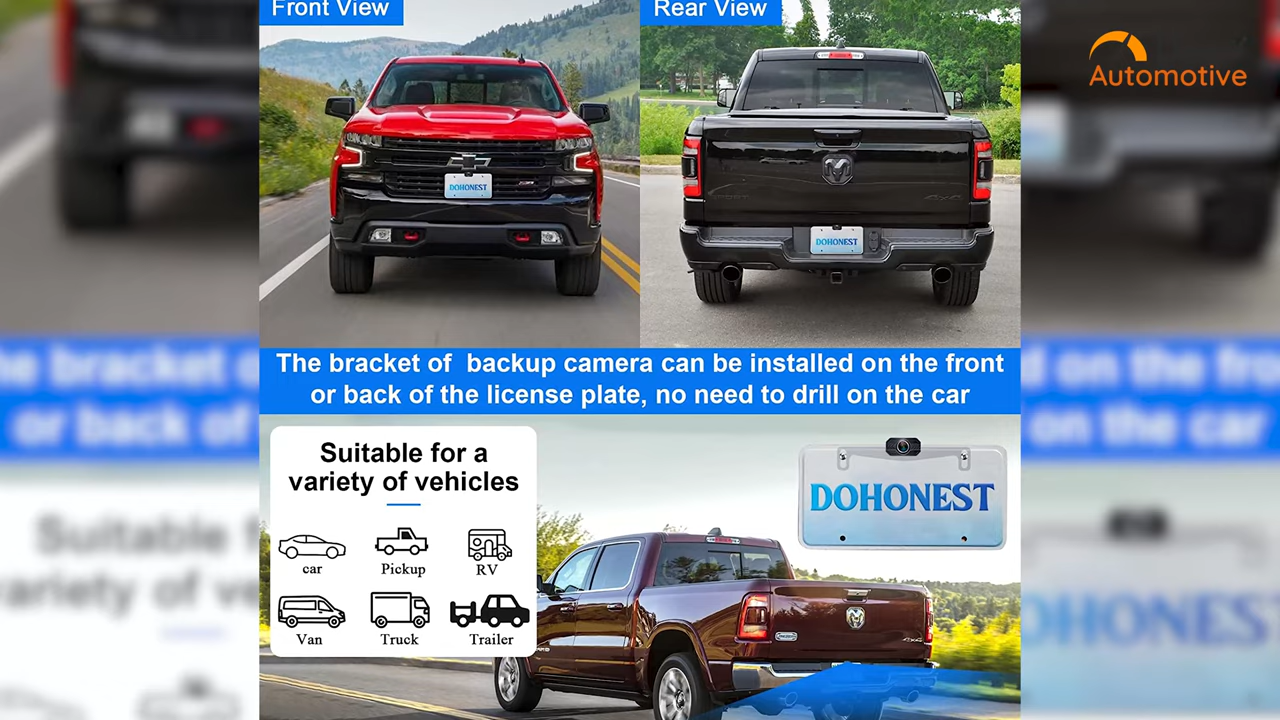 Front View
Rear View
Automotive
DOHONEST
DOHONEST
The bracket of backup camera can be installed on the front
or back of the license plate, no need to drill on the car
Suitable for a
variety of vehicles
DOHONEST
car
Pickup
RV
Van
Truck
Trailer